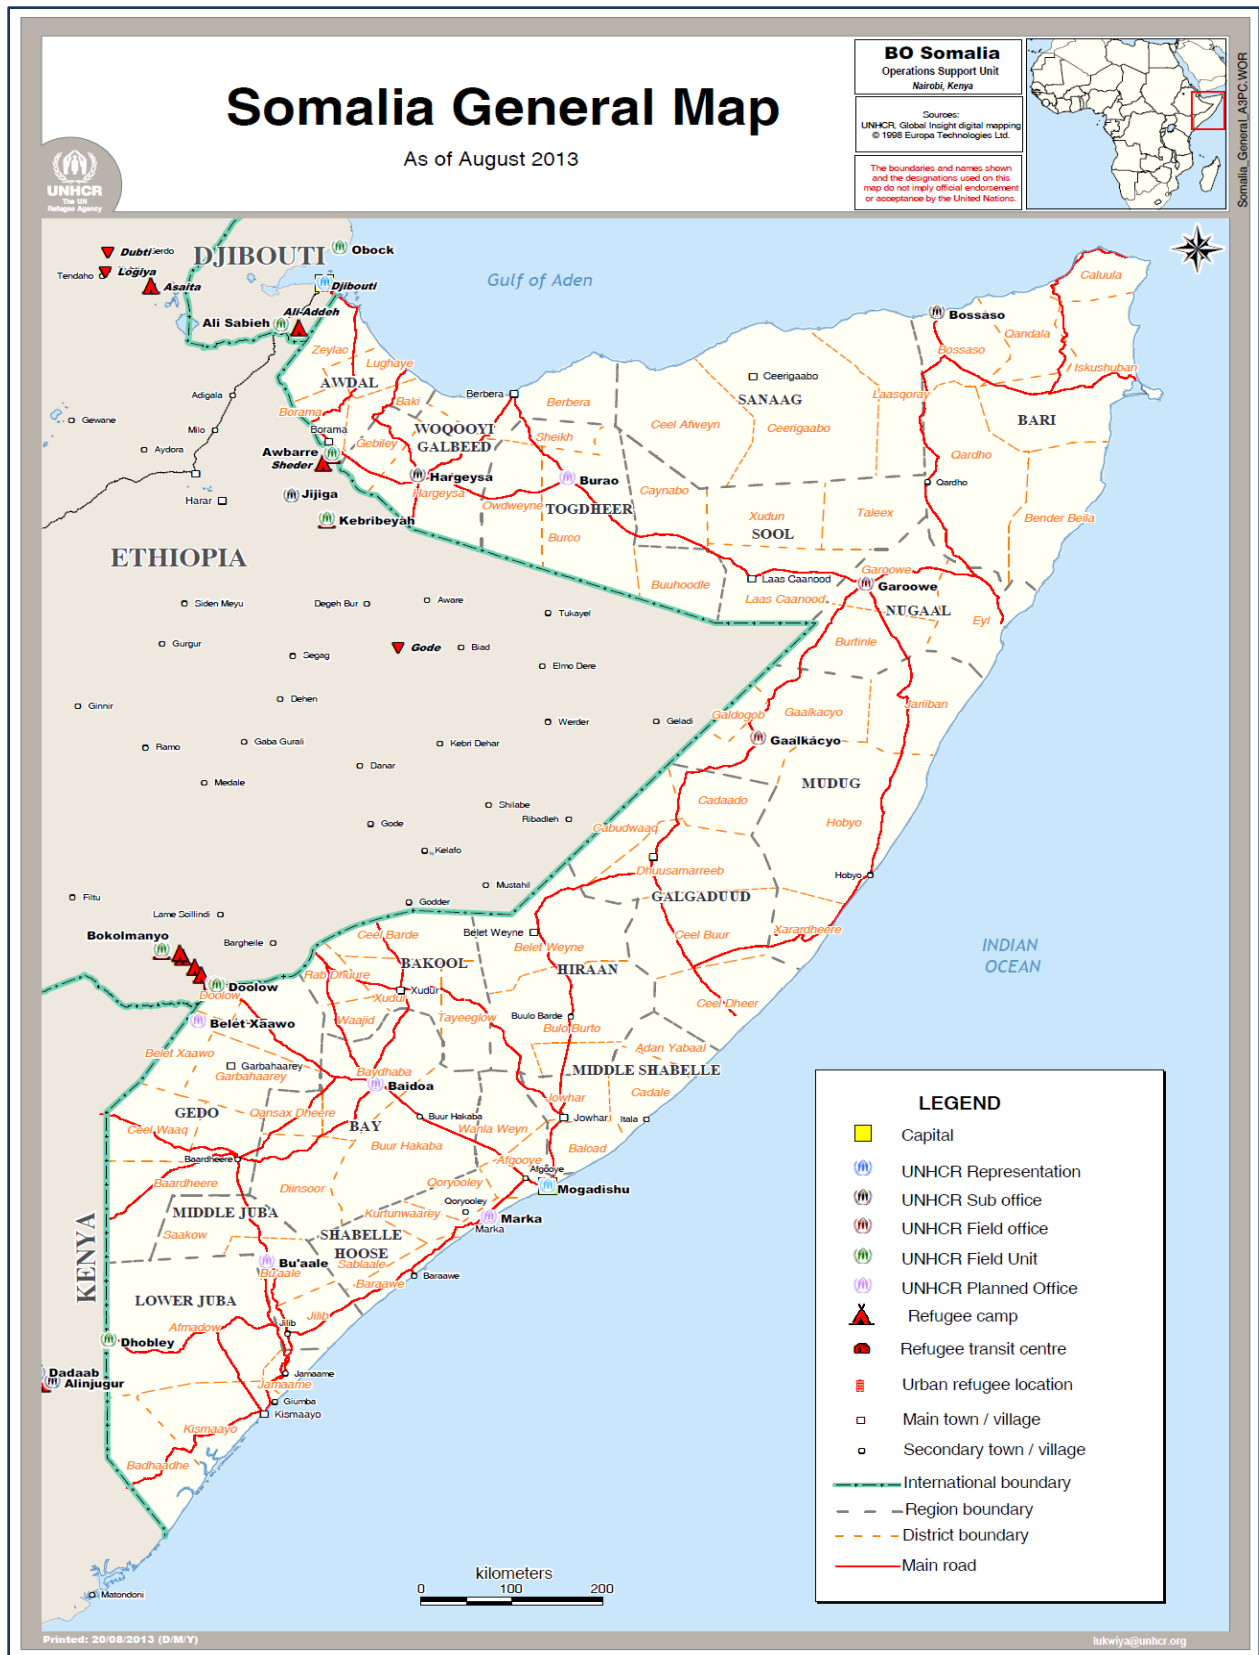 Somalia General Map
As of August 2013
UNHCR
The UN
Refugee Agency
BO Somalia
Operations Support Unit
Nairobi, Kenya
Sources:
UNHCR, Global Insight digital mapping
© 1998 Europa Technologies Ltd.
The boundaries and names shown
and the designations used on this
map do not imply official endorsement
or acceptance by the United Nations.
Somalia_General_A3PC.WOR
DJIBOUTI
Obock
Dubti
Tendaho
Logiya
Asaita
Djibouti
Ali-Addeh
Ali Sabieh
Gulf of Aden
Caluula
Bossaso
Bossaso
Qandala
Iskushuban
Zeylac
Lughaye
AWDAL
Baki
Borama
Borama
Adigala
Gewane
Milo
Aydora
Harar
Awbarre
Sheder
Jijiga
Kebribeyah
Gebiley
WOQOOYI
GALBEED
Berbera
Berbera
Sheikh
Hargeysa
Hargeysa
Burao
Owdweyne
TOGDHEER
Burco
Ceerigaabo
SANAAG
Ceel Afweyn
Ceerigaabo
Laasqoray
BARI
Qardho
Qardho
Bender Beila
Caynabo
Xudun
Taleex
SOOL
Buuhoodle
Laas Caanood
Laas Caanood
Garoowe
Garoowe
NUGAAL
Eyl
Burtinle
ETHIOPIA
Siden Meyu
Degeh Bur
Aware
Tukayel
Gurgur
Segag
Gode
Biad
Elmo Dere
Ginnir
Dehen
Werder
Geladi
Ramo
Gaba Gurali
Kebri Dehar
Danar
Medale
Shilabe
Ribadleh
Gode
Kelafo
Mustahil
Filtu
Godder
Lame Scillindi
Bargheile
Galdogob
Gaalkacyo
Jariiban
Gaalkacyo
MUDUG
Cadaado
Hobyo
Cabudwaaq
Dhuusamarreeb
Hobyo
GALGADUUD
Ceel Buur
Xarardheere
Ceel Dheer
INDIAN
OCEAN
Bokolmanyo
Doolow
Doolow
Belet Xaawo
Belet Xaawo
Ceel Barde
BAKOOL
Rab Dhuure
Xudur
Xudur
Waajid
Tayeeglow
Belet Weyne
Belet Weyne
HIRAAN
Buulo Barde
Bulo Burto
Adan Yabaal
MIDDLE SHABELLE
Cadale
Jowhar
Jowhar
Itala
Balcad
Garbahaarey
Garbahaarey
Baydhaba
Baidoa
GEDO
Qansax Dheere
Ceel Waaq
BAY
Buur Hakaba
Buur Hakaba
Wanla Weyn
Baardheere
Baardheere
Diinsoor
Afgooye
Afgooye
Mogadishu
Qoryooley
Qoryooley
Marka
Marka
Kurtunwaarey
MIDDLE JUBA
Saakow
SHABELLE
HOOSE
Sablaale
Baraawe
Baraawe
Bu'aale
Bu'aale
KENYA
LOWER JUBA
Afmadow
Dhobley
Jilib
Jilib
Dadaab
Alinjugur
Jamaame
Jamaame
Giumba
Kismaayo
Kismaayo
Badhaadhe
Matondoni
kilometers
0 100 200
LEGEND
Capital
UNHCR Representation
UNHCR Sub office
UNHCR Field office
UNHCR Field Unit
UNHCR Planned Office
Refugee camp
Refugee transit centre
Urban refugee location
Main town / village
Secondary town / village
International boundary
Region boundary
District boundary
Main road
Printed: 20/08/2013 (D/M/Y)
lukwiya@unhcr.org